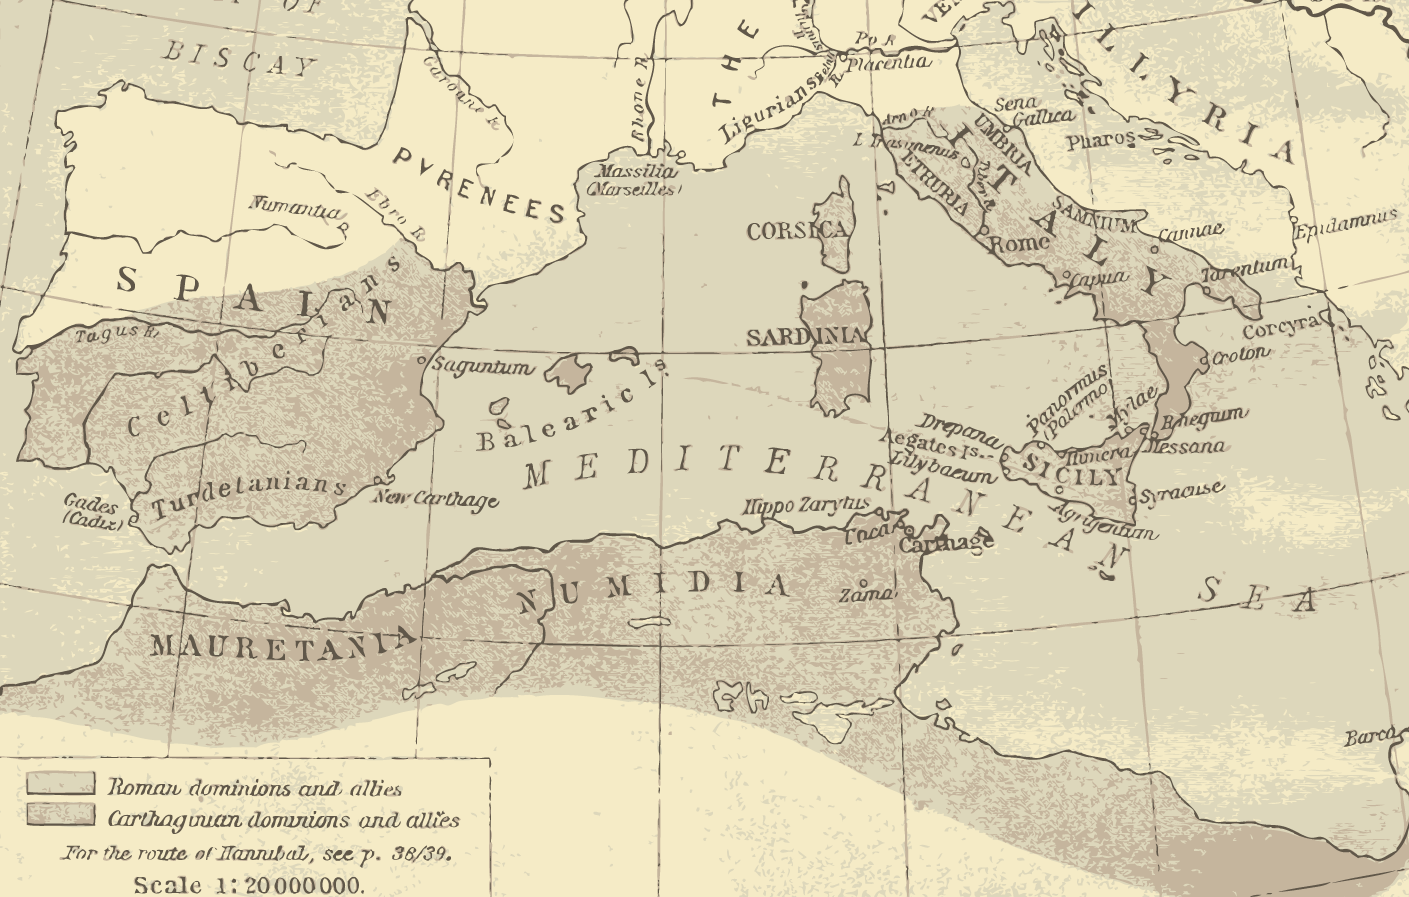 OF
BISCAY
Garonne R.
Rhone R.
THE
Ligurians
Po R
Placentia
VE
ILLYRIA
Sena
Gallica
Pharos
Arno R
L Trasimenus
UMBRIA
ETRURIA
ITALY
Rome
SAMNIUM
Cannae
Capua
Tarentum
Epidamnus
Corcyra
Croton
Massilia
(Marseilles)
PYRENEES
Numantia
Ebro R.
SPAIN
Tagus R.
Celtiberians
Saguntum
Balearic Is.
Turdetanians
New Carthage
Gades
(Cadiz)
CORSICA
SARDINIA
MEDITERRANEAN SEA
Panormus
(Palermo)
Mylae
Rhegium
Messana
Drepana
Aegates Is.
Lilybaeum
Himera
SICILY
Syracuse
Agrigentum
Hippo Zarytus
Utica
Carthage
Zama
NUMIDIA
MAURETANIA
Barca
Roman dominions and allies
Carthaginian dominions and allies
For the route of Hannibal, see p. 38/39.
Scale 1:20000000.